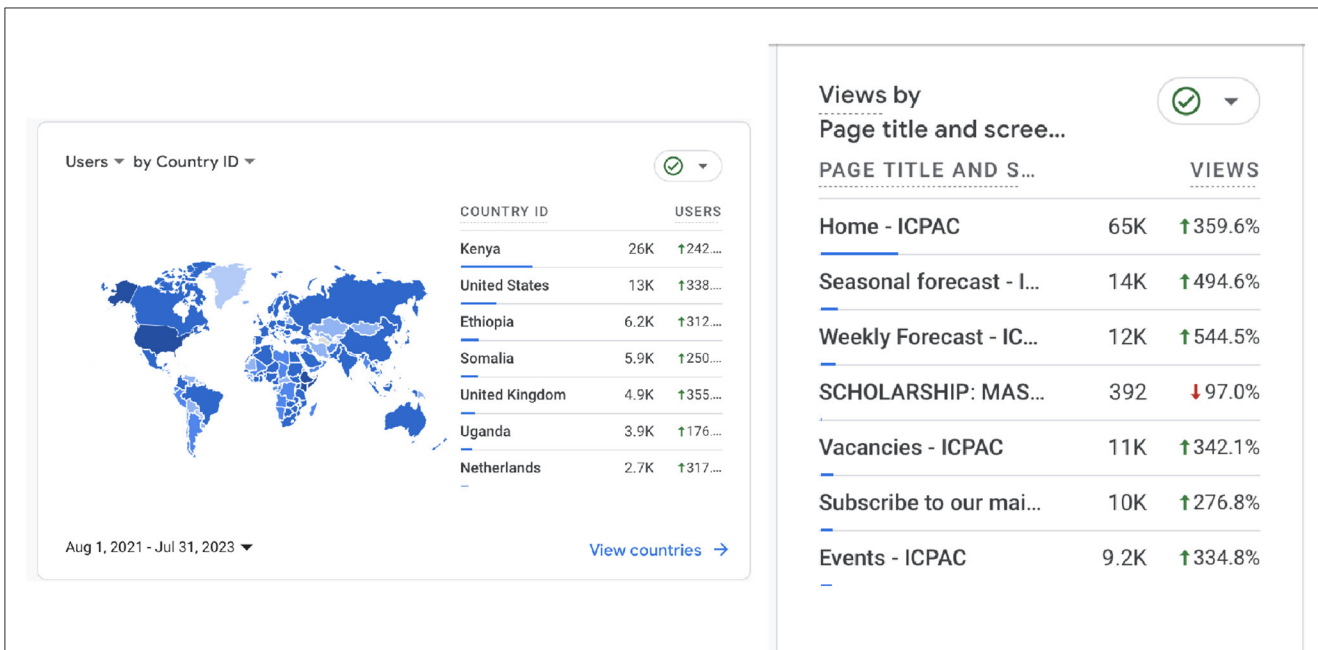 Users by Country ID
COUNTRY ID USERS
Kenya 26K ↑242....
United States 13K ↑338....
Ethiopia 6.2K ↑312....
Somalia 5.9K ↑250....
United Kingdom 4.9K ↑355....
Uganda 3.9K ↑176....
Netherlands 2.7K ↑317....
Aug 1, 2021 - Jul 31, 2023
View countries →
Views by
Page title and scree...
PAGE TITLE AND S... VIEWS
Home - ICPAC 65K ↑359.6%
Seasonal forecast - I... 14K ↑494.6%
Weekly Forecast - IC... 12K ↑544.5%
SCHOLARSHIP: MAS... 392 ↓97.0%
Vacancies - ICPAC 11K ↑342.1%
Subscribe to our mai... 10K ↑276.8%
Events - ICPAC 9.2K ↑334.8%